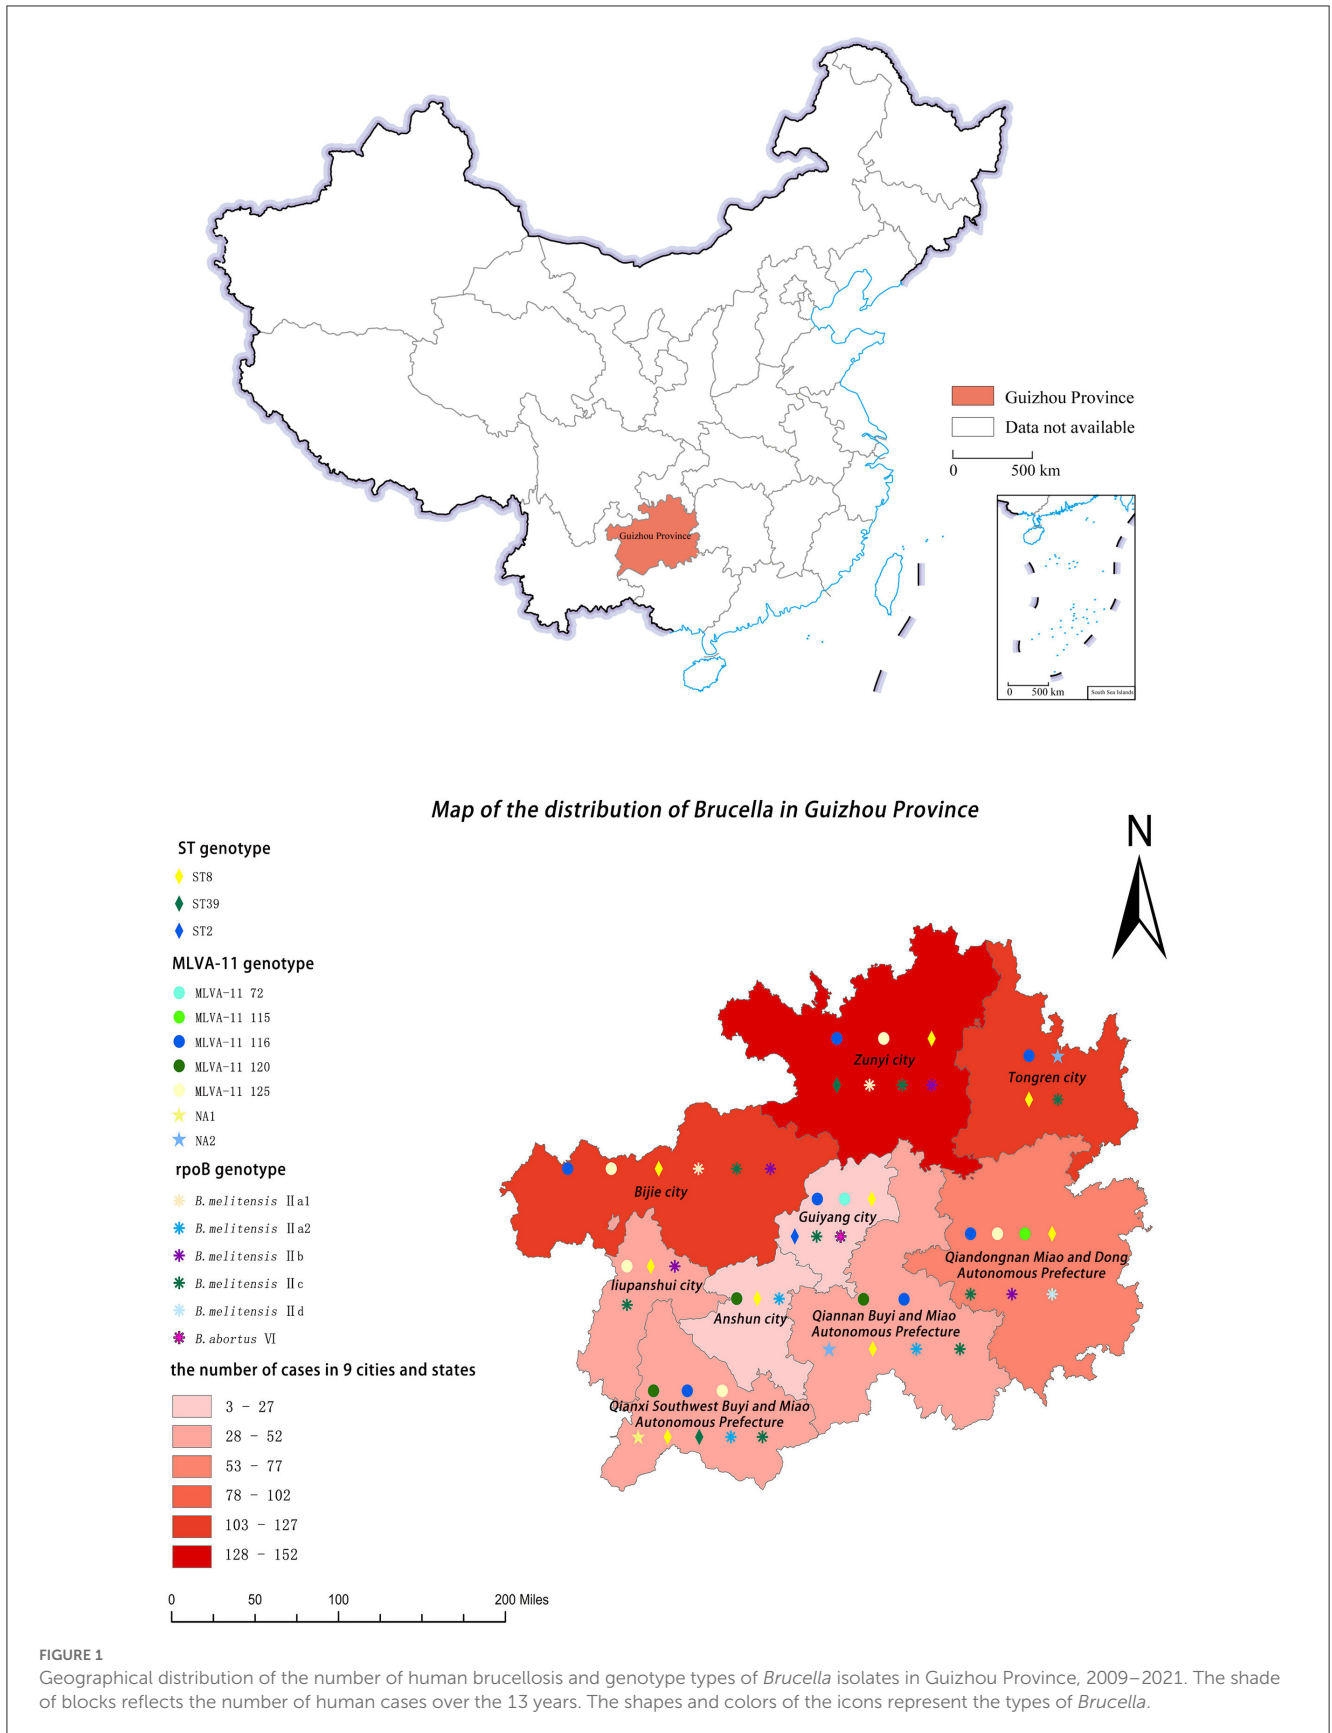 Guizhou Province
Data not available
0 500 km
Guizhou Province
0 500 km
South Sea Islands
Map of the distribution of Brucella in Guizhou Province
N
ST genotype
ST8
ST39
ST2
MLVA-11 genotype
MLVA-11 72
MLVA-11 115
MLVA-11 116
MLVA-11 120
MLVA-11 125
NA1
NA2
rpoB genotype
B.melitensis Ⅱa1
B.melitensis Ⅱa2
B.melitensis Ⅱb
B.melitensis Ⅱc
B.melitensis Ⅱd
B.abortus Ⅵ
the number of cases in 9 cities and states
3 - 27
28 - 52
53 - 77
78 - 102
103 - 127
128 - 152
0 50 100 200 Miles
Zunyi city
Tongren city
Bijie city
Guiyang city
Qiandongnan Miao and Dong
Autonomous Prefecture
liupanshui city
Anshun city
Qiannan Buyi and Miao
Autonomous Prefecture
Qianxi Southwest Buyi and Miao
Autonomous Prefecture
FIGURE 1
Geographical distribution of the number of human brucellosis and genotype types of Brucella isolates in Guizhou Province, 2009–2021. The shade
of blocks reflects the number of human cases over the 13 years. The shapes and colors of the icons represent the types of Brucella.